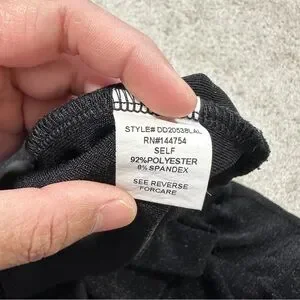 STYLE# DD2053BLAC
RN#144754
SELF
92%POLYESTER
8% SPANDEX
SEE REVERSE
FORCARE